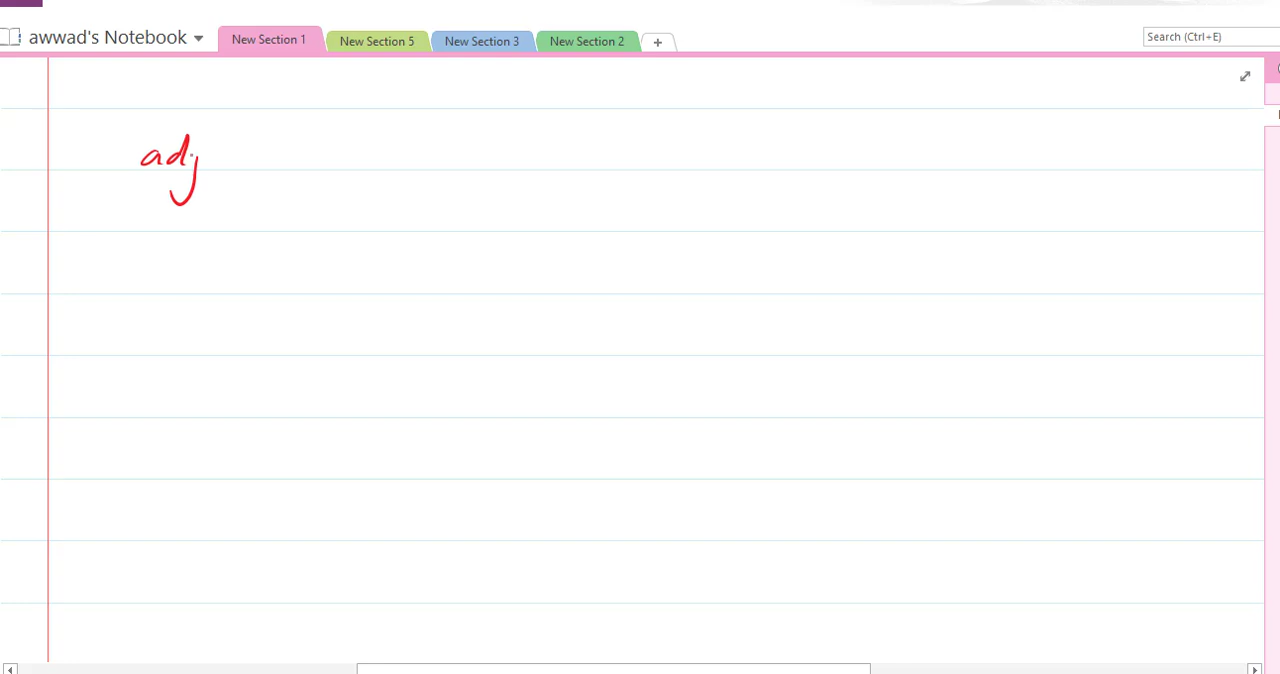 awwad's Notebook
New Section 1
New Section 5
New Section 3
New Section 2
+
Search (Ctrl+E)
adj